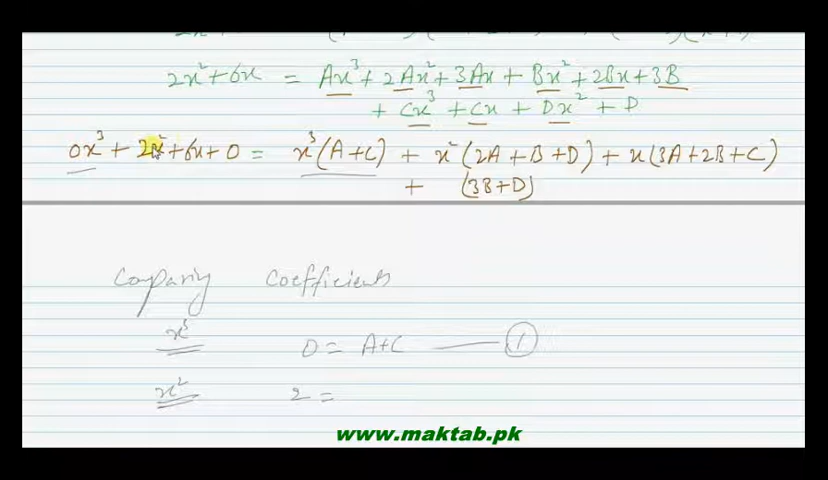 2x² + 6x = Ax³ + 2Ax² + 3Ax + Bx² + 2Bx + 3B
+ Cx³ + Cx + Dx² + D
0x³ + 2x² + 6x + 0 = x³(A+C) + x²(2A+B+D) + x(3A+2B+C)
+ (3B+D)
Comparing Coefficients
x³ 0 = A+C ——— ①
x² 2 =
www.maktab.pk